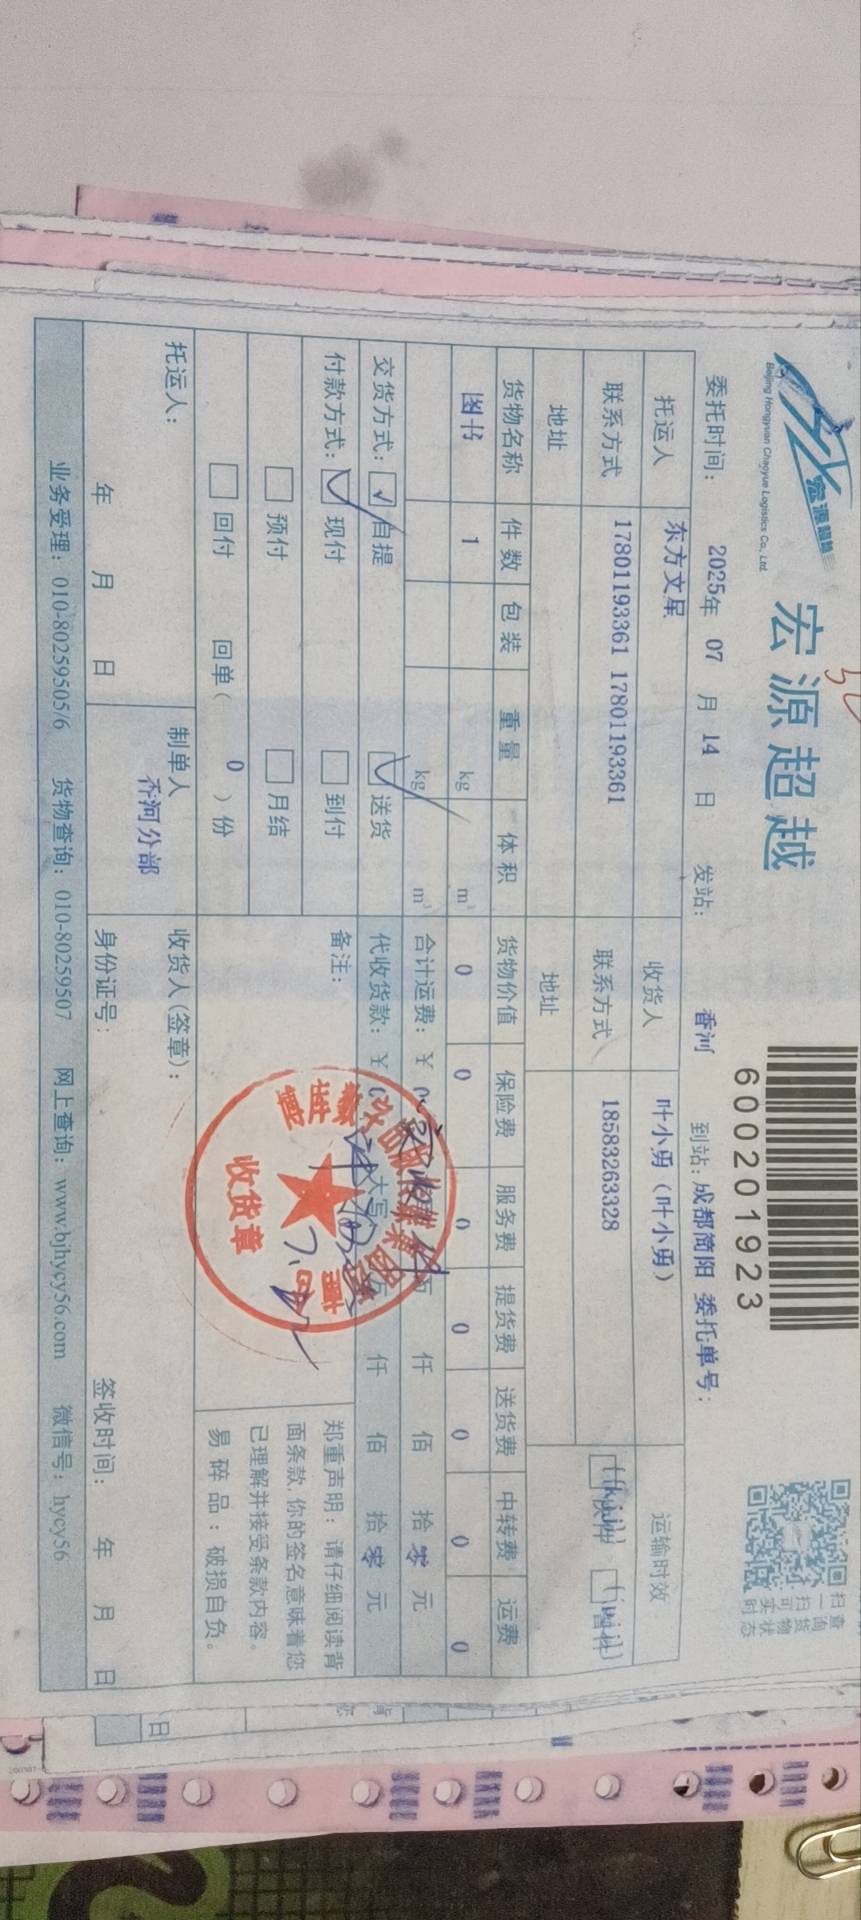 宏源超越
Beijing Hongyuan Chaoyue Logistics Co., Ltd.
宏源超越
600201923
扫一扫可实时
查询货物状态
委托时间: 2025年 07 月 14 日 发站: 香河 到站: 成都简阳 委托单号:
托运人 东方文星 收货人 叶小勇(叶小勇) 运输时效
联系方式 17801193361 17801193361 联系方式 18583263328
地址 地址
货物名称 件数 包装 重量 体积 货物价值 保险费 服务费 提货费 送货费 中转费 运费
图书 1 kg m³ 0 0 0 0 0 0 0
kg m³ 合计运费: ¥ 仟 佰 拾 零 元
交货方式: ☑ 自提 ☑ 送货 代收货款: ¥ 大写 仟 佰 拾 零 元
付款方式: ☑ 现付 □ 到付 备注:
□ 预付 □ 月结
□ 回付 回单( 0 )份
郑重声明: 请仔细阅读背
面条款,你的签名意味着您
已理解并接受条款内容。
易碎品: 破损自负。
收货章
托运人: 制单人 收货人(签章):
香河分部
年 月 日 身份证号: 签收时间: 年 月 日
业务受理: 010-80259505/6 货物查询: 010-80259507 网上查询: www.bjhycy56.com 微信号: hycy56